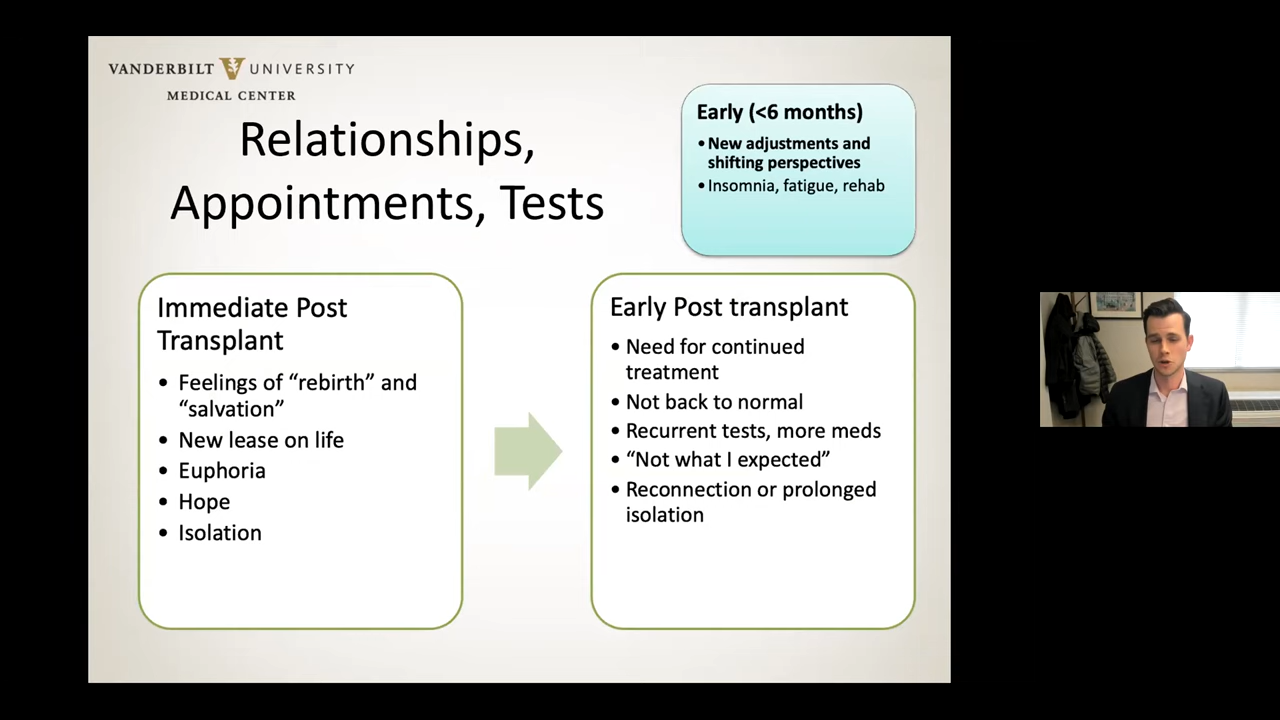 VANDERBILT UNIVERSITY
MEDICAL CENTER
Relationships,
Appointments, Tests
Early (<6 months)
•New adjustments and
shifting perspectives
•Insomnia, fatigue, rehab
Immediate Post
Transplant
• Feelings of “rebirth” and
“salvation”
• New lease on life
• Euphoria
• Hope
• Isolation
Early Post transplant
• Need for continued
treatment
• Not back to normal
• Recurrent tests, more meds
• “Not what I expected”
• Reconnection or prolonged
isolation